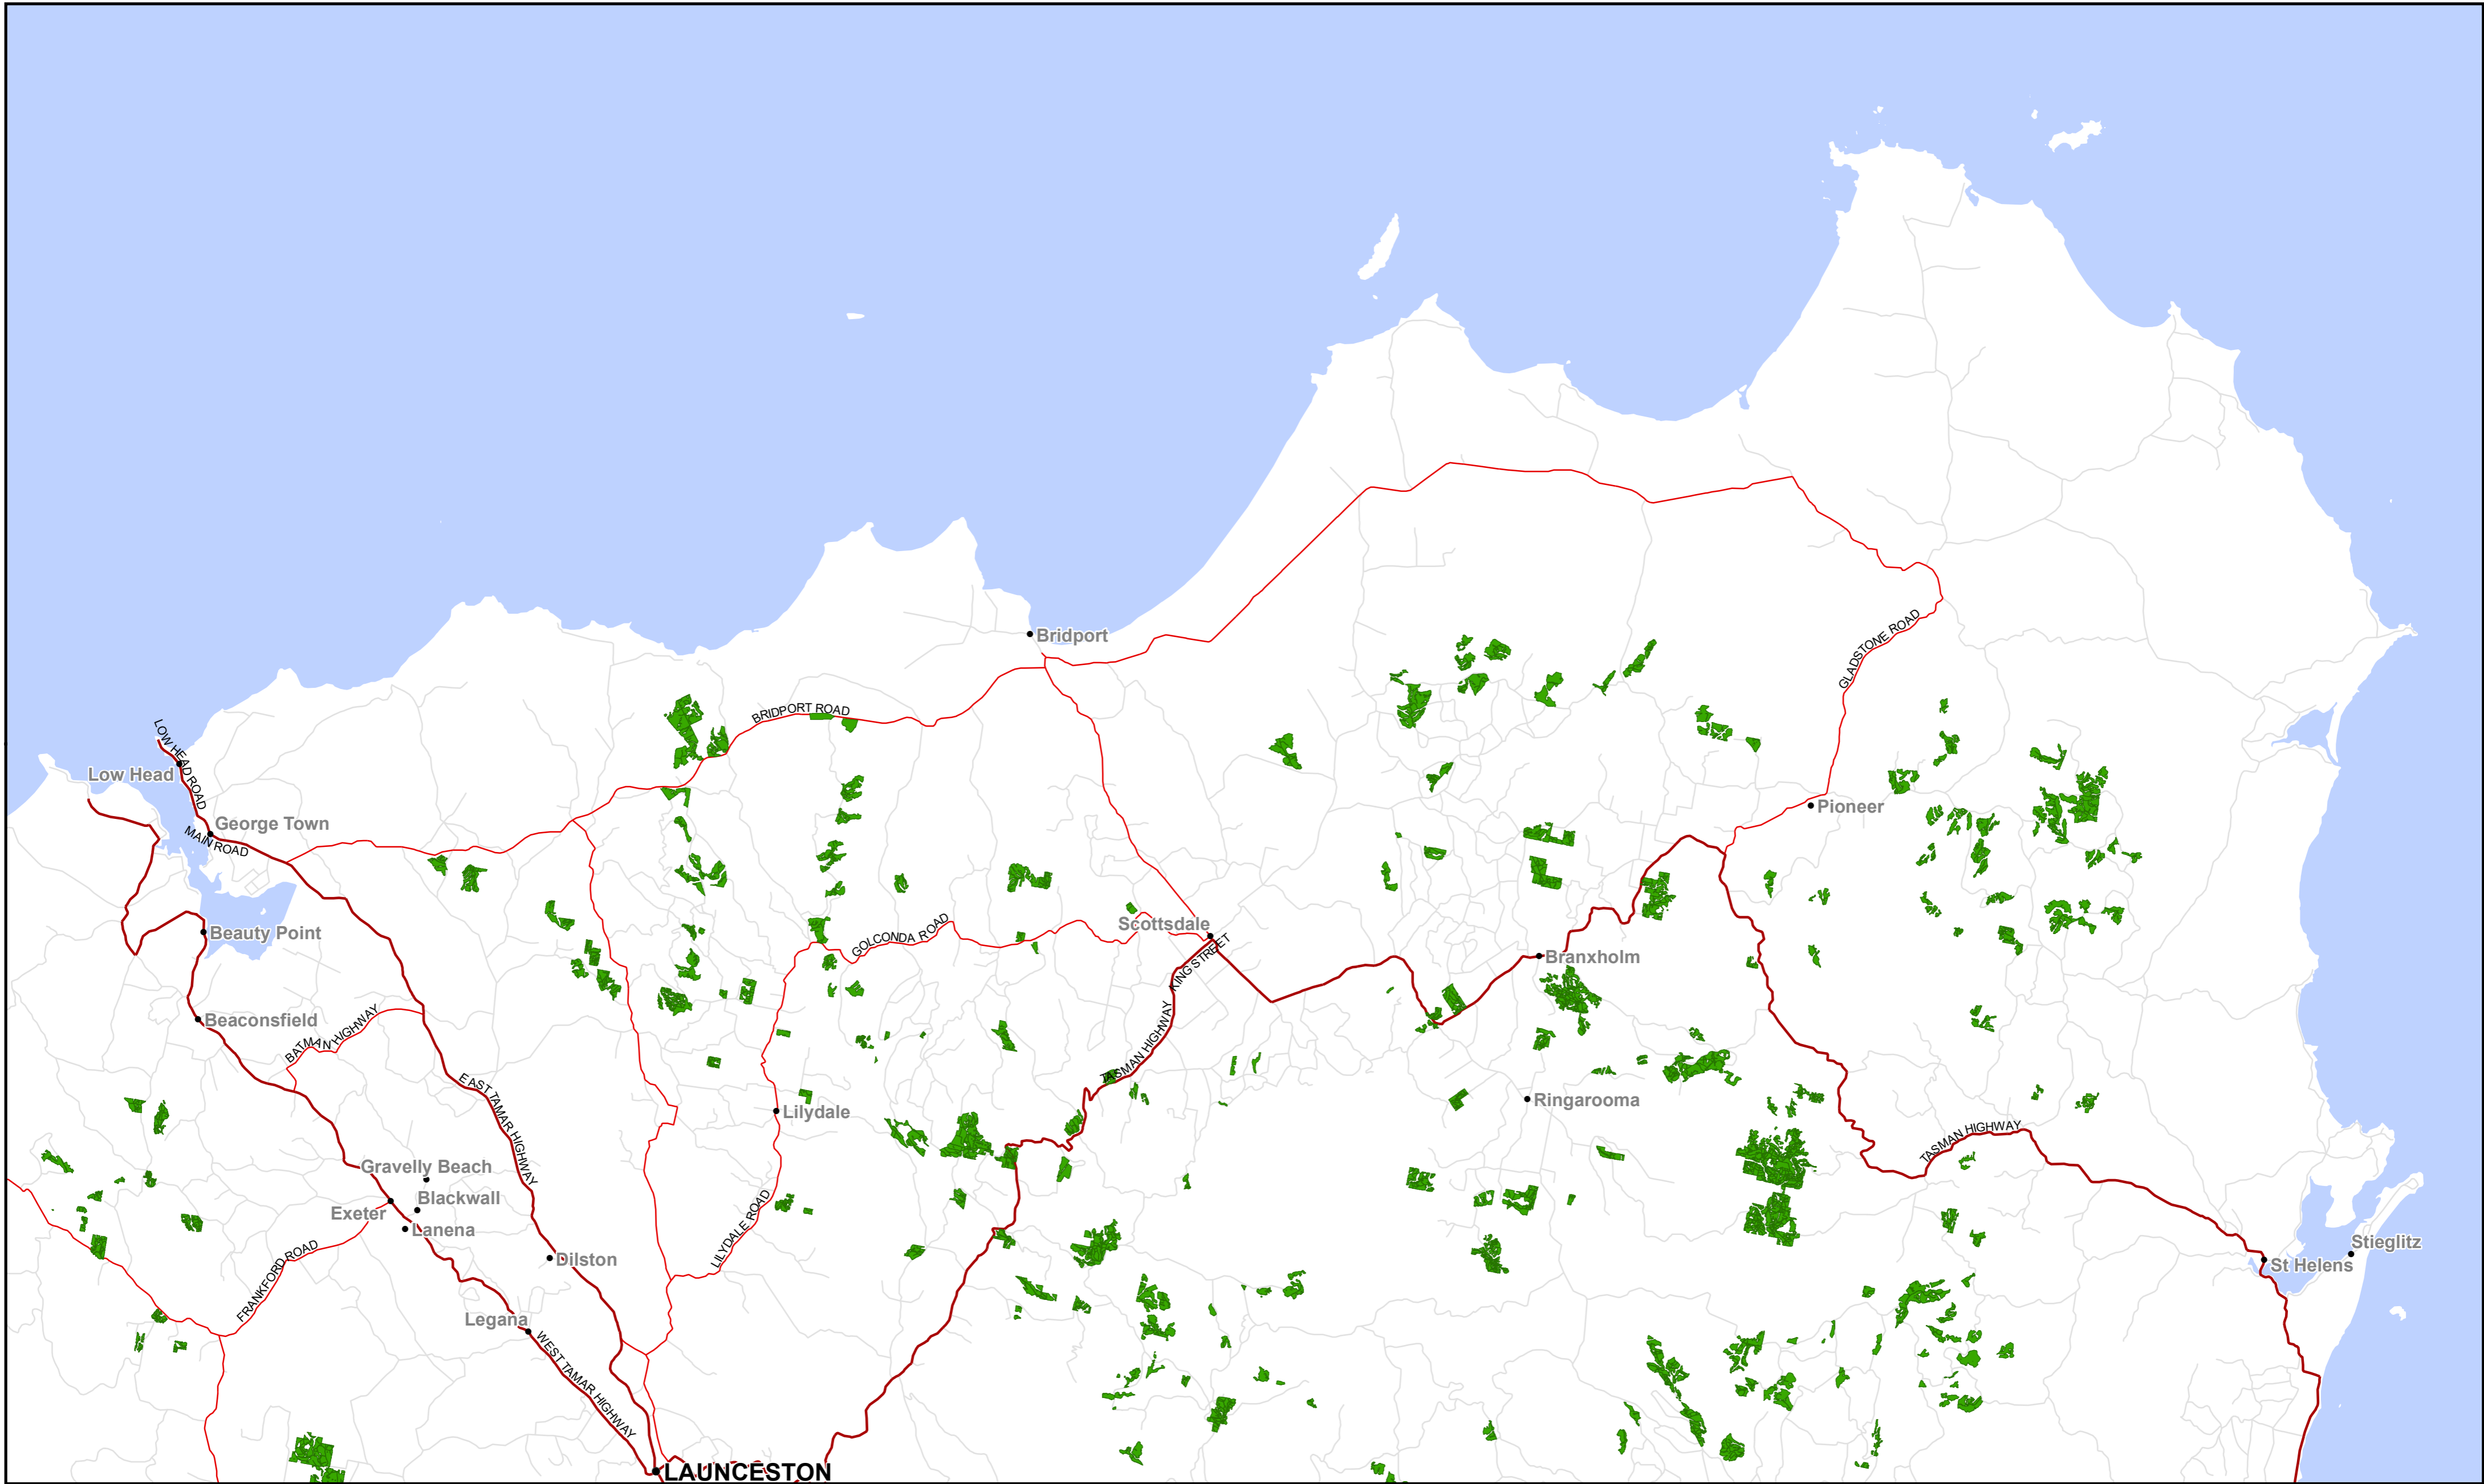 Bridport
GLADSTONE ROAD
BRIDPORT ROAD
LOW HEAD ROAD
Low Head
George Town
MAIN ROAD
Pioneer
Scottsdale
GOLCONDA ROAD
Beauty Point
KING STREET
Branxholm
Beaconsfield
BATMAN HIGHWAY
TASMAN HIGHWAY
EAST TAMAR HIGHWAY
Lilydale
Ringarooma
TASMAN HIGHWAY
Gravelly Beach
Blackwall
Exeter
Lanena
LILYDALE ROAD
FRANKFORD ROAD
Dilston
Stieglitz
St Helens
Legana
WEST TAMAR HIGHWAY
LAUNCESTON